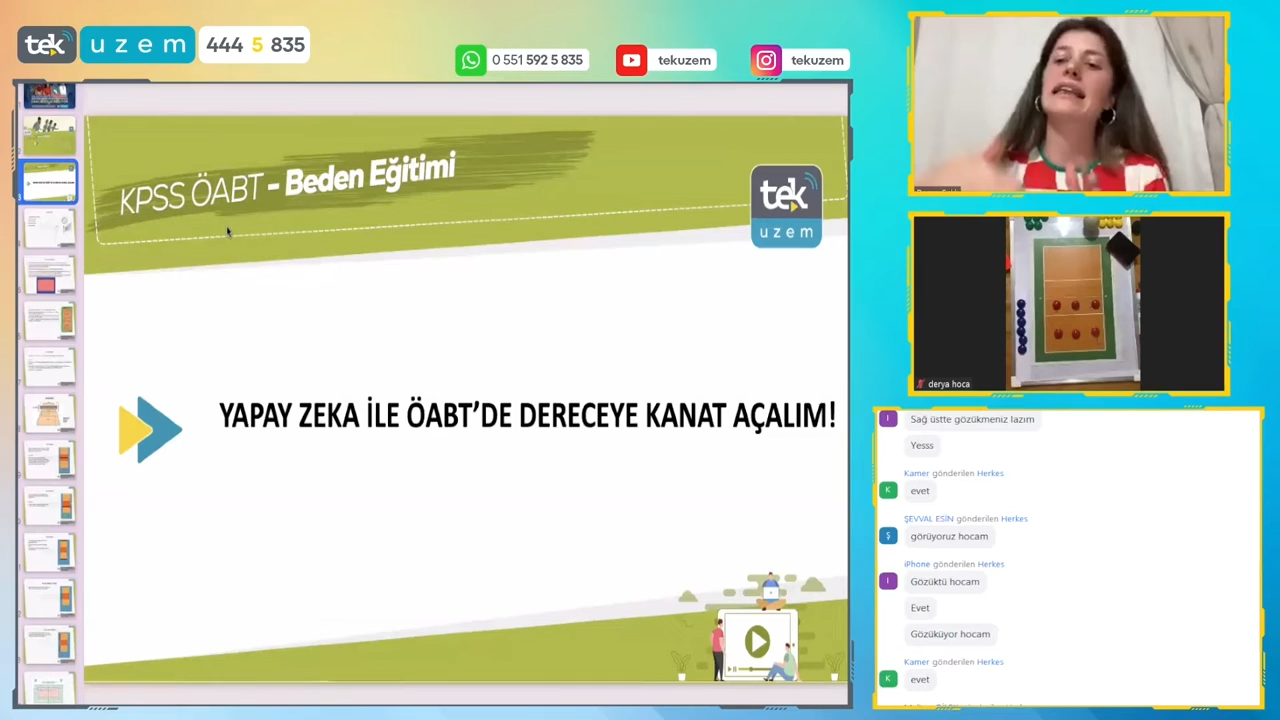 tek uzem 444 5 835
0 551 592 5 835
tekuzem
tekuzem
KPSS ÖABT - Beden Eğitimi
tek
uzem
YAPAY ZEKA İLE ÖABT’DE DERECEYE KANAT AÇALIM!
derya hoca
I
Sağ üstte gözükmeniz lazım
Yesss
Kamer gönderilen Herkes
K
evet
ŞEVVAL ESİN gönderilen Herkes
Ş
görüyoruz hocam
iPhone gönderilen Herkes
I
Gözüktü hocam
Evet
Gözüküyor hocam
Kamer gönderilen Herkes
K
evet